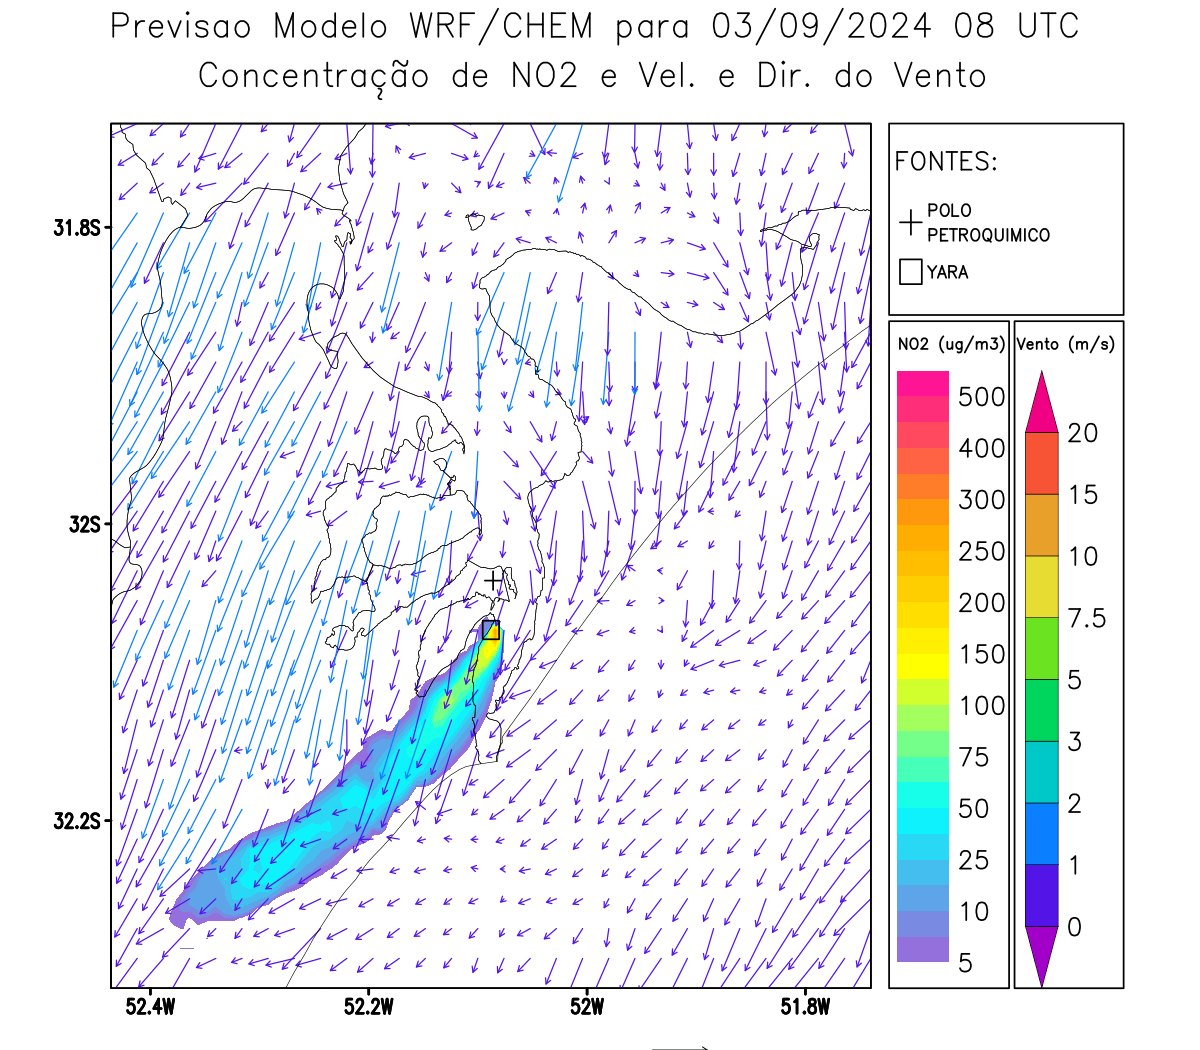 Previsao Modelo WRF/CHEM para 03/09/2024 08 UTC
Concentração de NO2 e Vel. e Dir. do Vento
FONTES:
POLO
PETROQUIMICO
YARA
NO2 (ug/m3)
500
400
300
250
200
150
100
75
50
25
10
5
Vento (m/s)
20
15
10
7.5
5
3
2
1
0
31.8S
32S
32.2S
52.4W
52.2W
52W
51.8W